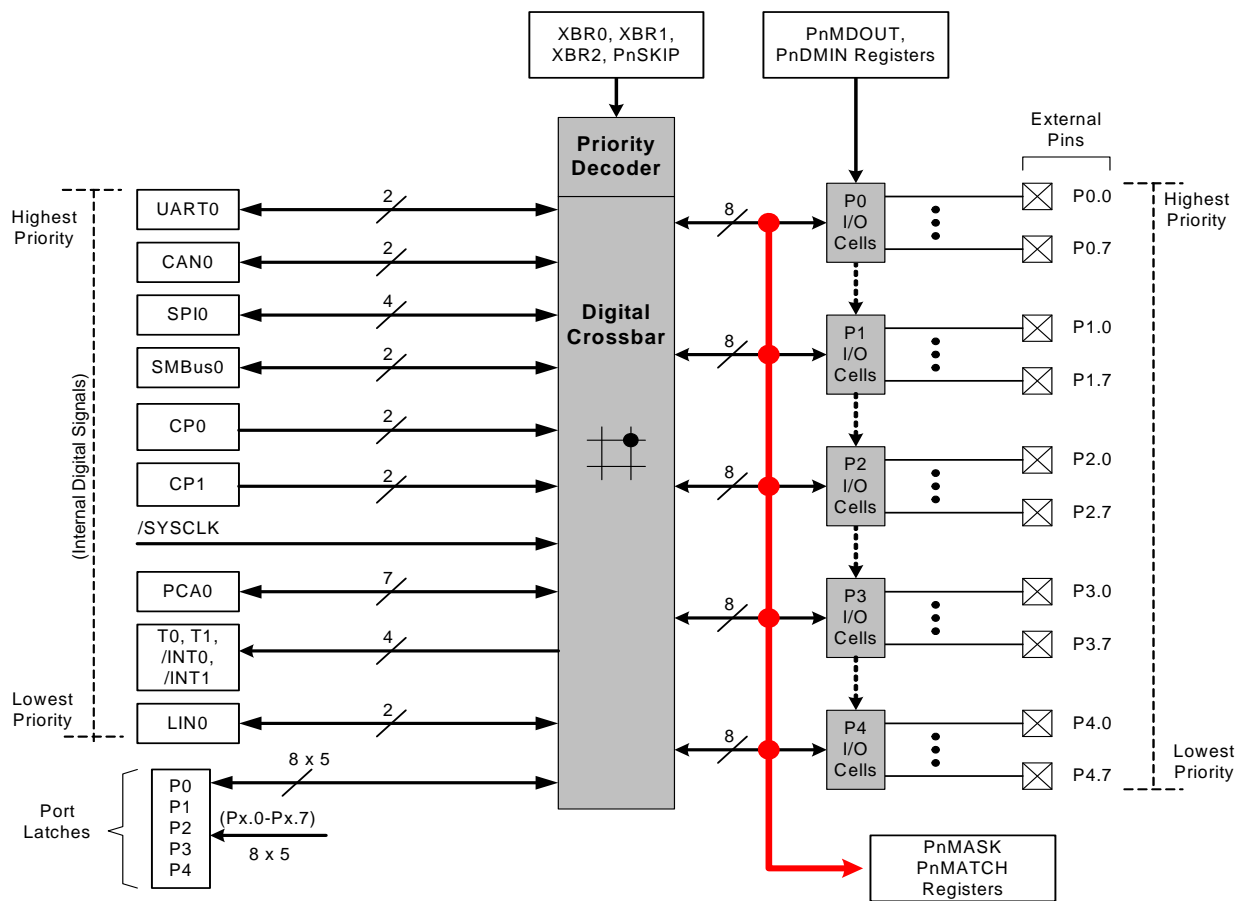 XBR0, XBR1,
XBR2, PnSKIP
PnMDOUT,
PnDMIN Registers
External
Pins
Priority
Decoder
Digital
Crossbar
Highest
Priority
(Internal Digital Signals)
Lowest
Priority
UART0
2
CAN0
2
SPI0
4
SMBus0
2
CP0
2
CP1
2
/SYSCLK
PCA0
7
T0, T1,
/INT0,
/INT1
4
LIN0
2
Port
Latches
P0
P1
P2
P3
P4
8 x 5
(Px.0-Px.7)
8 x 5
8
P0
I/O
Cells
P0.0
P0.7
8
P1
I/O
Cells
P1.0
P1.7
8
P2
I/O
Cells
P2.0
P2.7
8
P3
I/O
Cells
P3.0
P3.7
8
P4
I/O
Cells
P4.0
P4.7
Highest
Priority
Lowest
Priority
PnMASK
PnMATCH
Registers